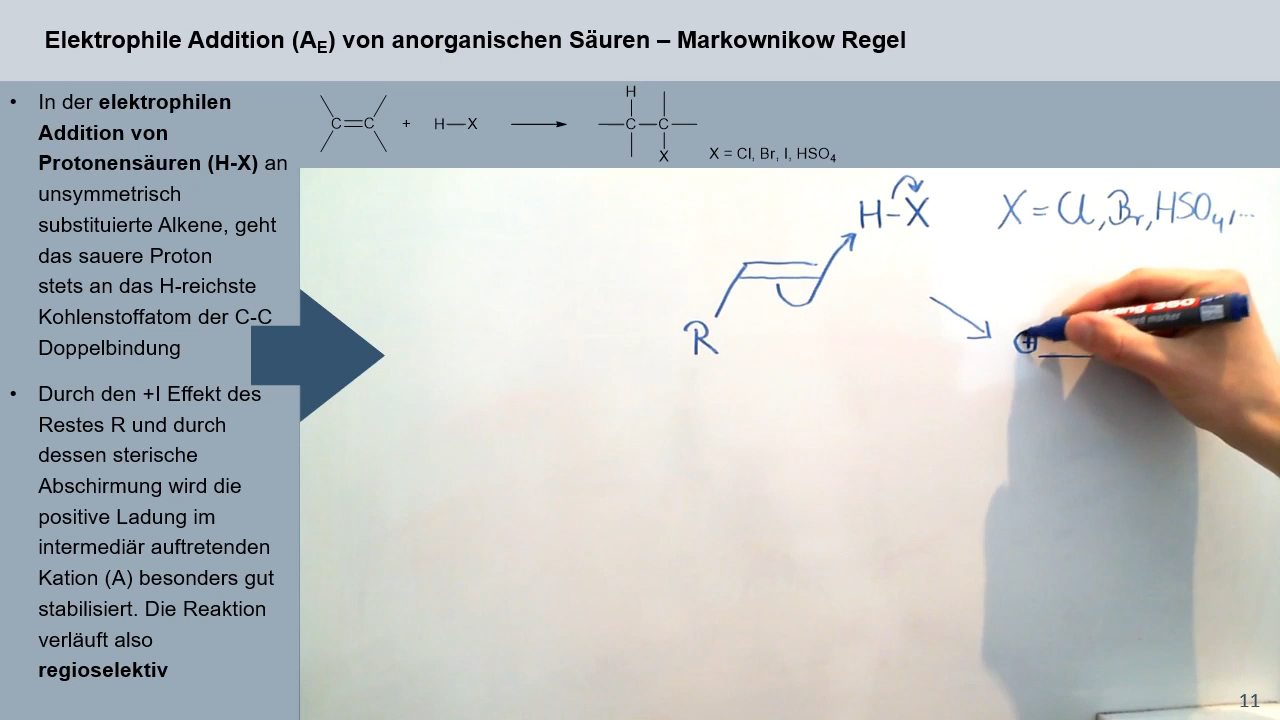 Elektrophile Addition (A_E) von anorganischen Säuren – Markownikow Regel
• In der elektrophilen
Addition von
Protonensäuren (H-X) an
unsymmetrisch
substituierte Alkene, geht
das sauere Proton
stets an das H-reichste
Kohlenstoffatom der C-C
Doppelbindung
• Durch den +I Effekt des
Restes R und durch
dessen sterische
Abschirmung wird die
positive Ladung im
intermediär auftretenden
Kation (A) besonders gut
stabilisiert. Die Reaktion
verläuft also
regioselektiv
H
C=C + H—X C—C
X
X = Cl, Br, I, HSO4
H–X X = Cl, Br, HSO4, ...
R
+
11